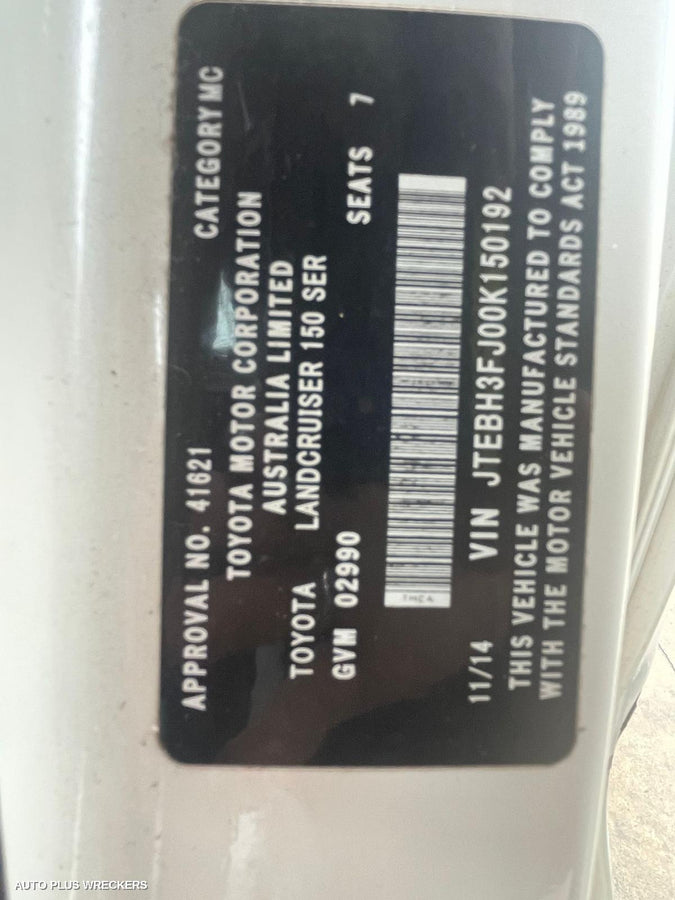 APPROVAL NO. 41621 CATEGORY MC
TOYOTA MOTOR CORPORATION
AUSTRALIA LIMITED
TOYOTA LANDCRUISER 150 SER
GVM 02990 SEATS 7
THCA
11/14 VIN JTEBH3FJ00K150192
THIS VEHICLE WAS MANUFACTURED TO COMPLY
WITH THE MOTOR VEHICLE STANDARDS ACT 1989
AUTO PLUS WRECKERS